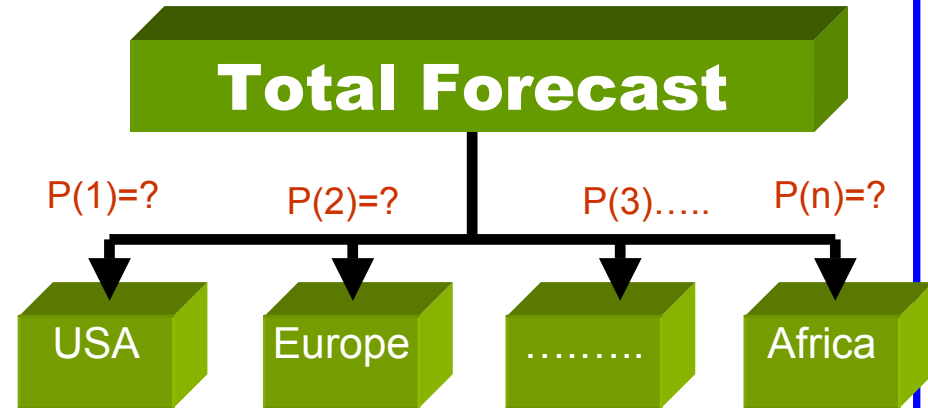 Total Forecast
P(1)=? P(2)=? P(3)….. P(n)=?
USA Europe ……... Africa